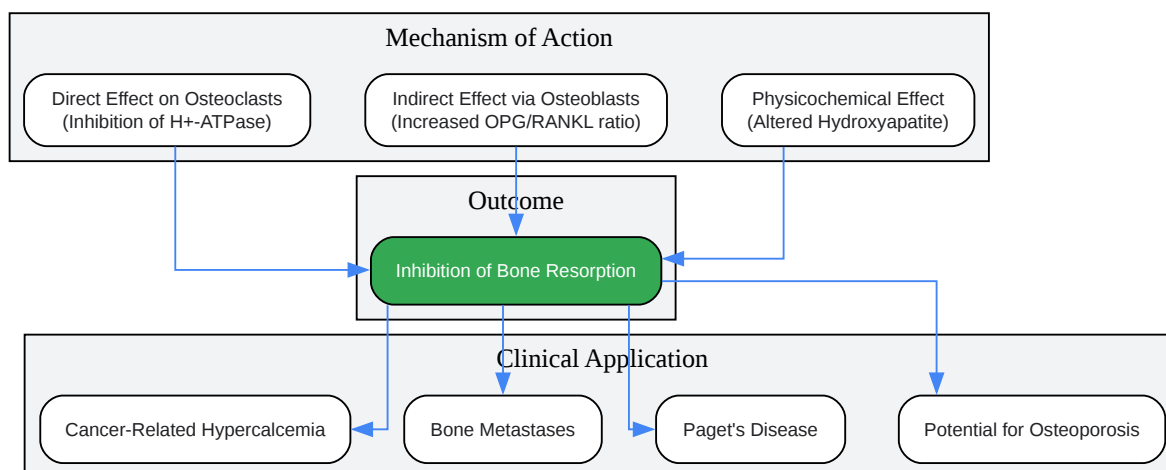 Mechanism of Action
Direct Effect on Osteoclasts
(Inhibition of H+-ATPase)
Indirect Effect via Osteoblasts
(Increased OPG/RANKL ratio)
Physicochemical Effect
(Altered Hydroxyapatite)
Outcome
Inhibition of Bone Resorption
Clinical Application
Cancer-Related Hypercalcemia
Bone Metastases
Paget's Disease
Potential for Osteoporosis